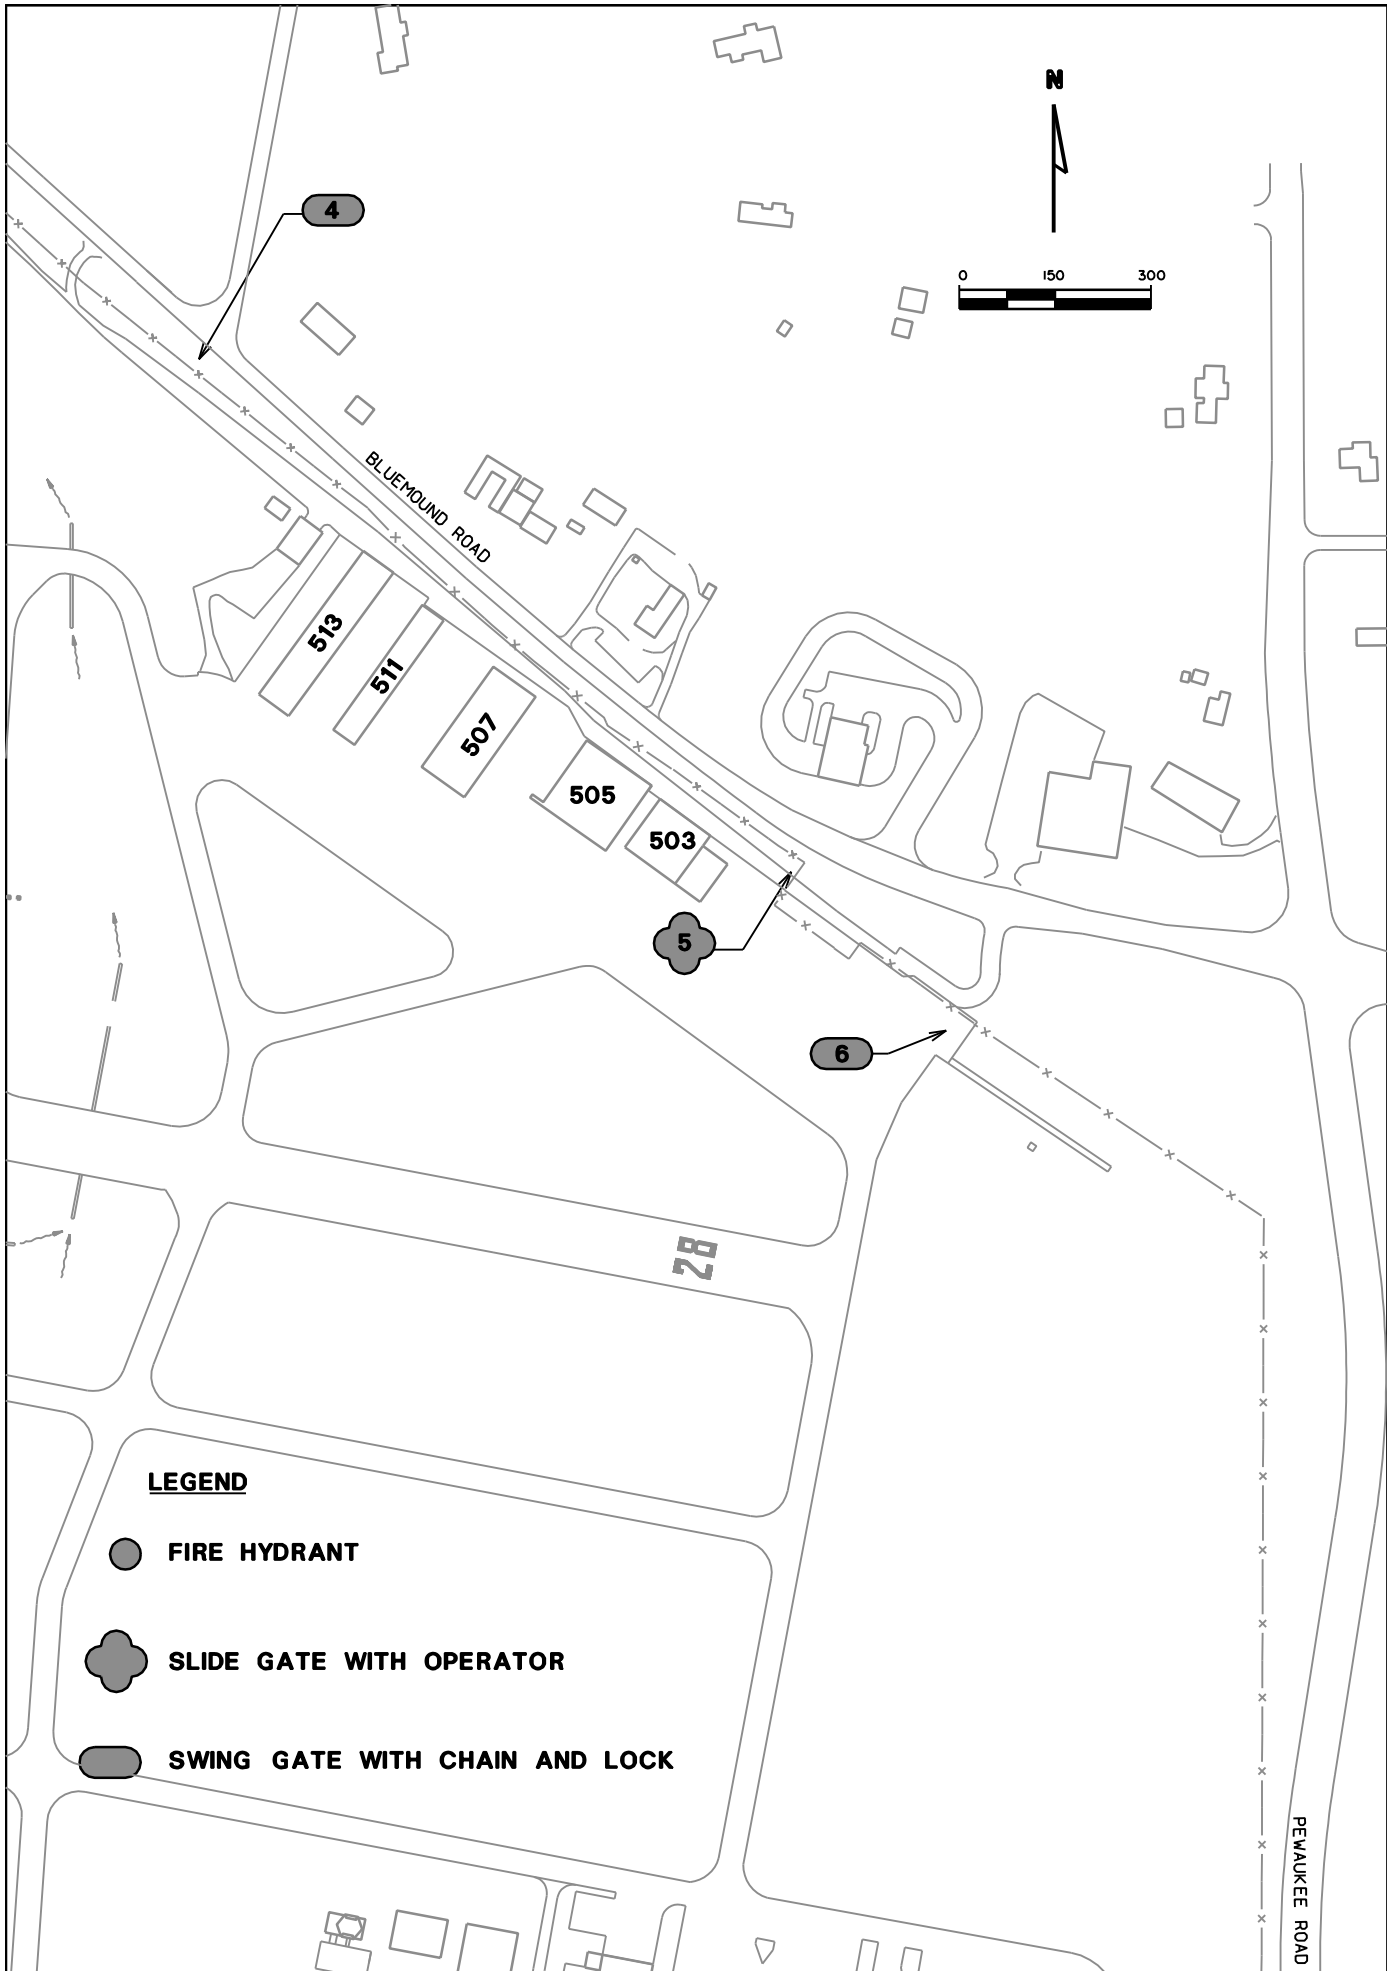 N
4
0 150 300
BLUEMOUND ROAD
513
511
507
505
503
5
6
28
LEGEND
FIRE HYDRANT
SLIDE GATE WITH OPERATOR
SWING GATE WITH CHAIN AND LOCK
PEWAUKEE ROAD